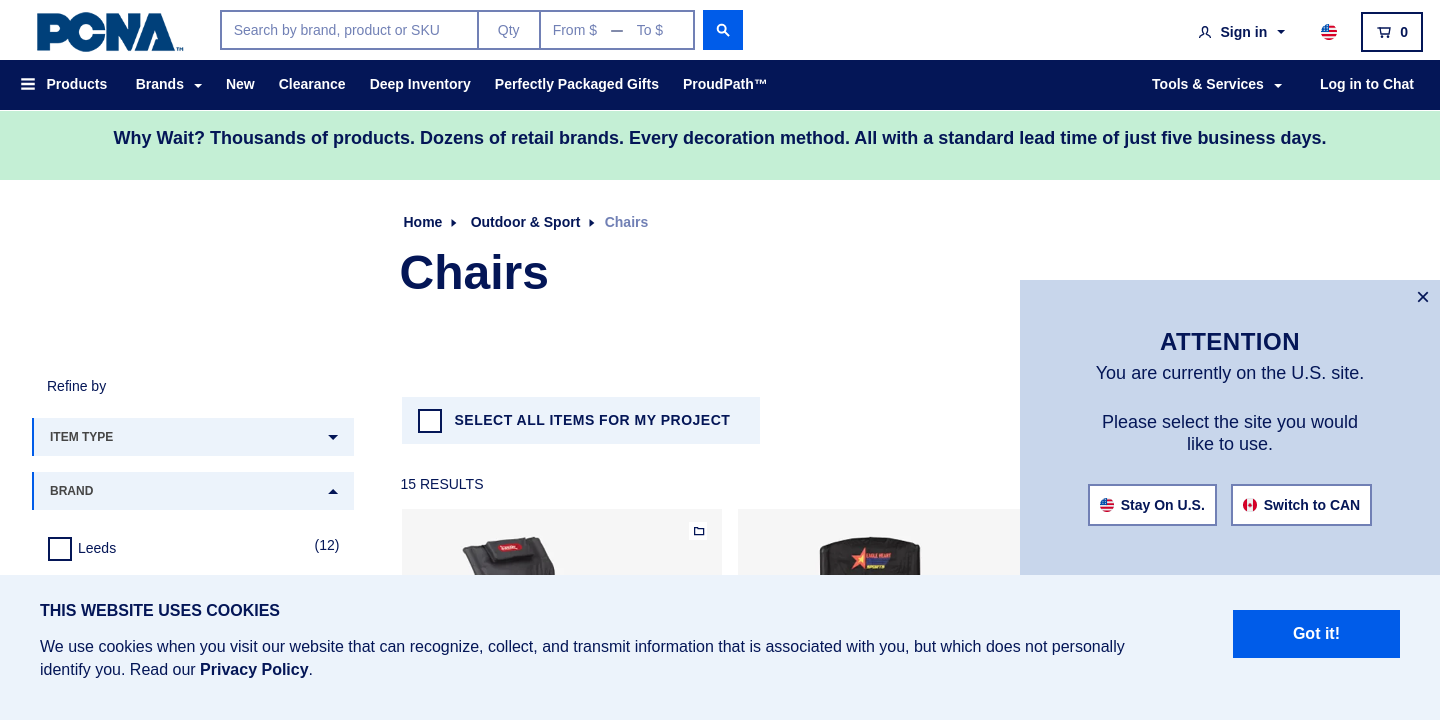 PCNA™
Search by brand, product or SKU
Qty
From $ — To $
Sign in
0
Products
Brands
New
Clearance
Deep Inventory
Perfectly Packaged Gifts
ProudPath™
Tools & Services
Log in to Chat
Why Wait? Thousands of products. Dozens of retail brands. Every decoration method. All with a standard lead time of just five business days.
Home
Outdoor & Sport
Chairs
Chairs
Refine by
ITEM TYPE
BRAND
Leeds
(12)
SELECT ALL ITEMS FOR MY PROJECT
15 RESULTS
EAGLE HEART
SPORTS
×
ATTENTION
You are currently on the U.S. site.
Please select the site you would
like to use.
Stay On U.S.
Switch to CAN
THIS WEBSITE USES COOKIES
We use cookies when you visit our website that can recognize, collect, and transmit information that is associated with you, but which does not personally
identify you. Read our Privacy Policy.
Got it!